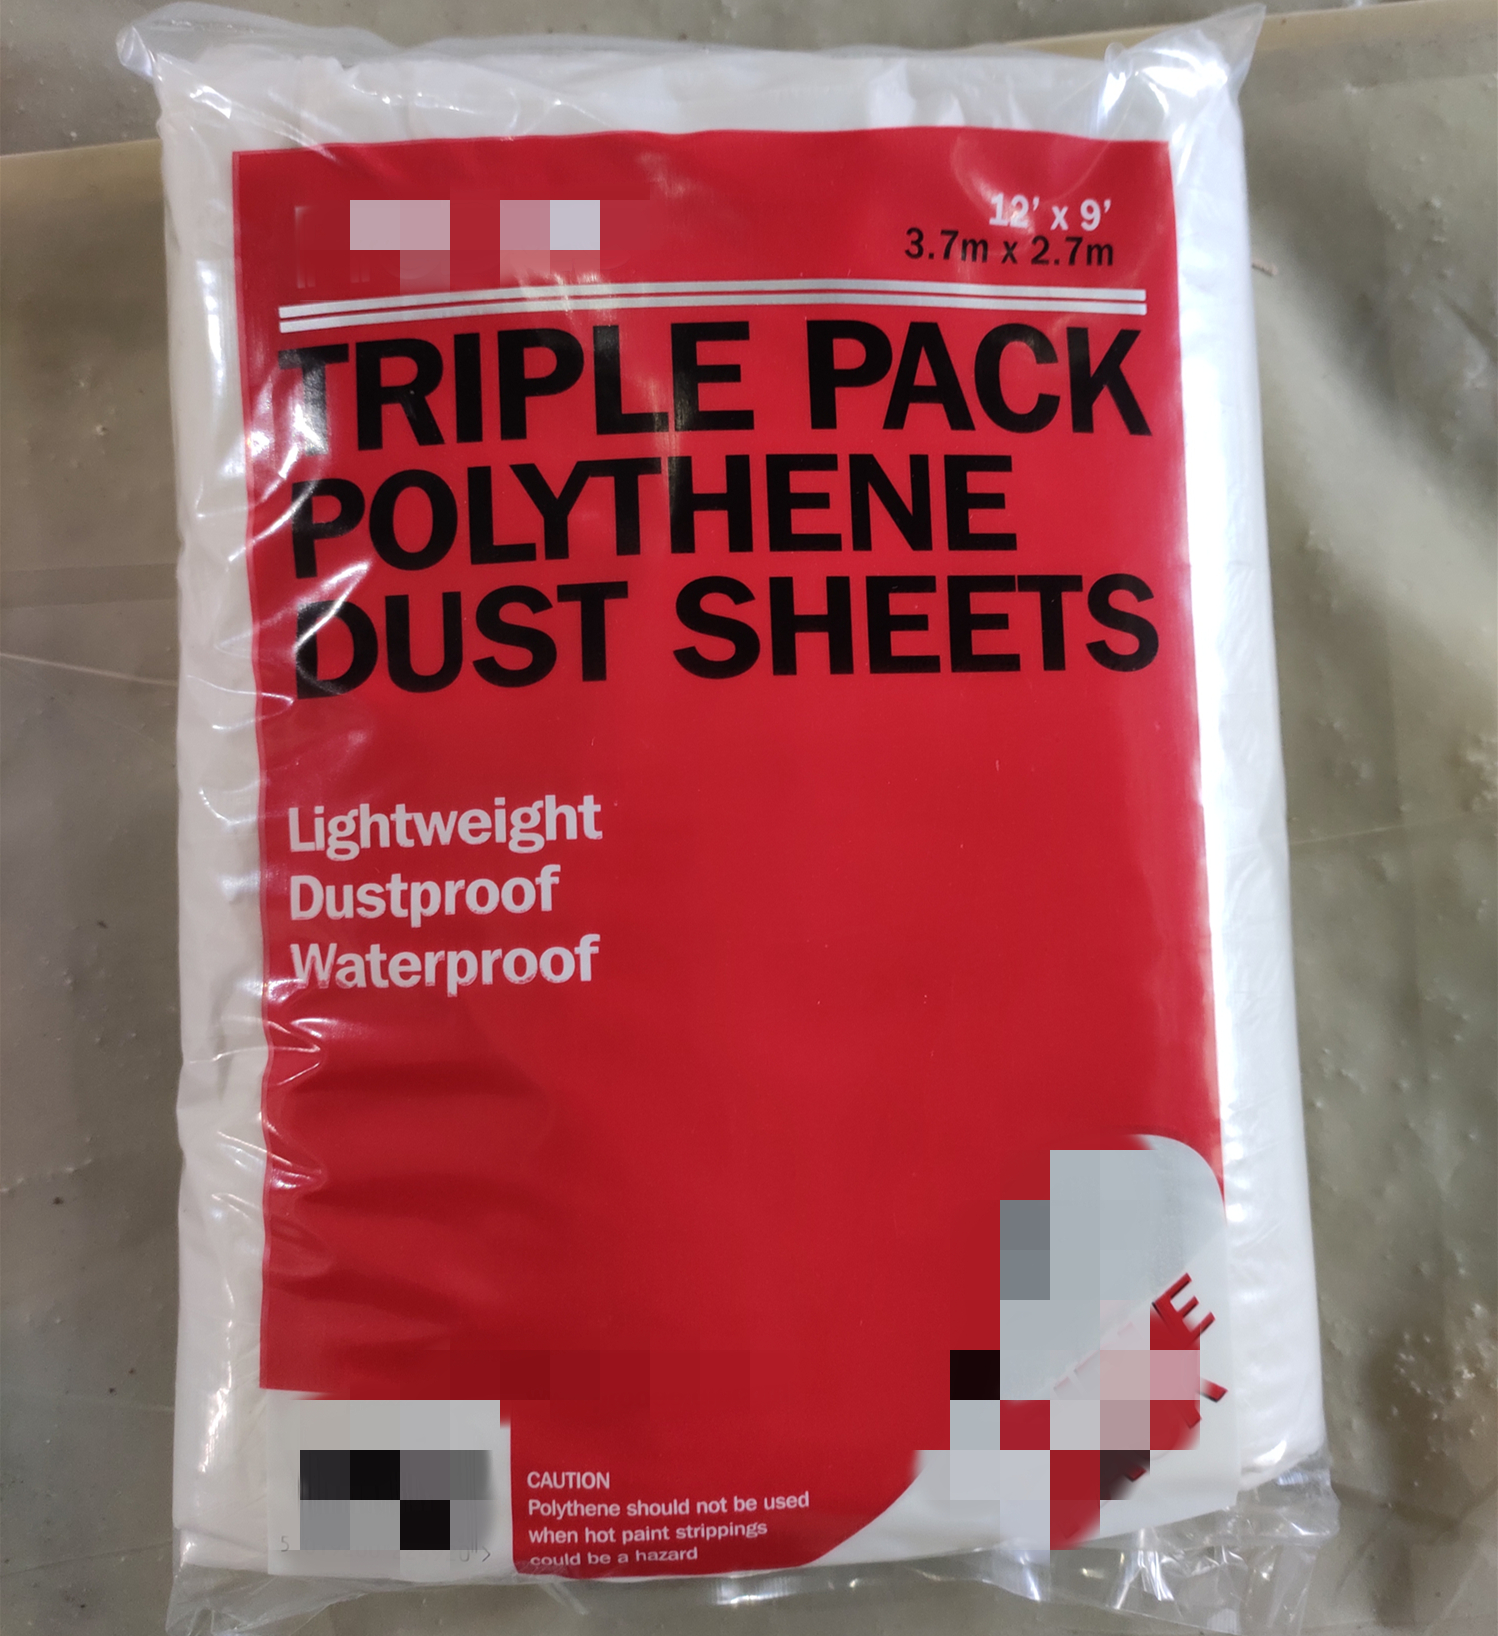 12’ x 9’
3.7m x 2.7m
TRIPLE PACK
POLYTHENE
DUST SHEETS
Lightweight
Dustproof
Waterproof
CAUTION
Polythene should not be used
when hot paint strippings
could be a hazard